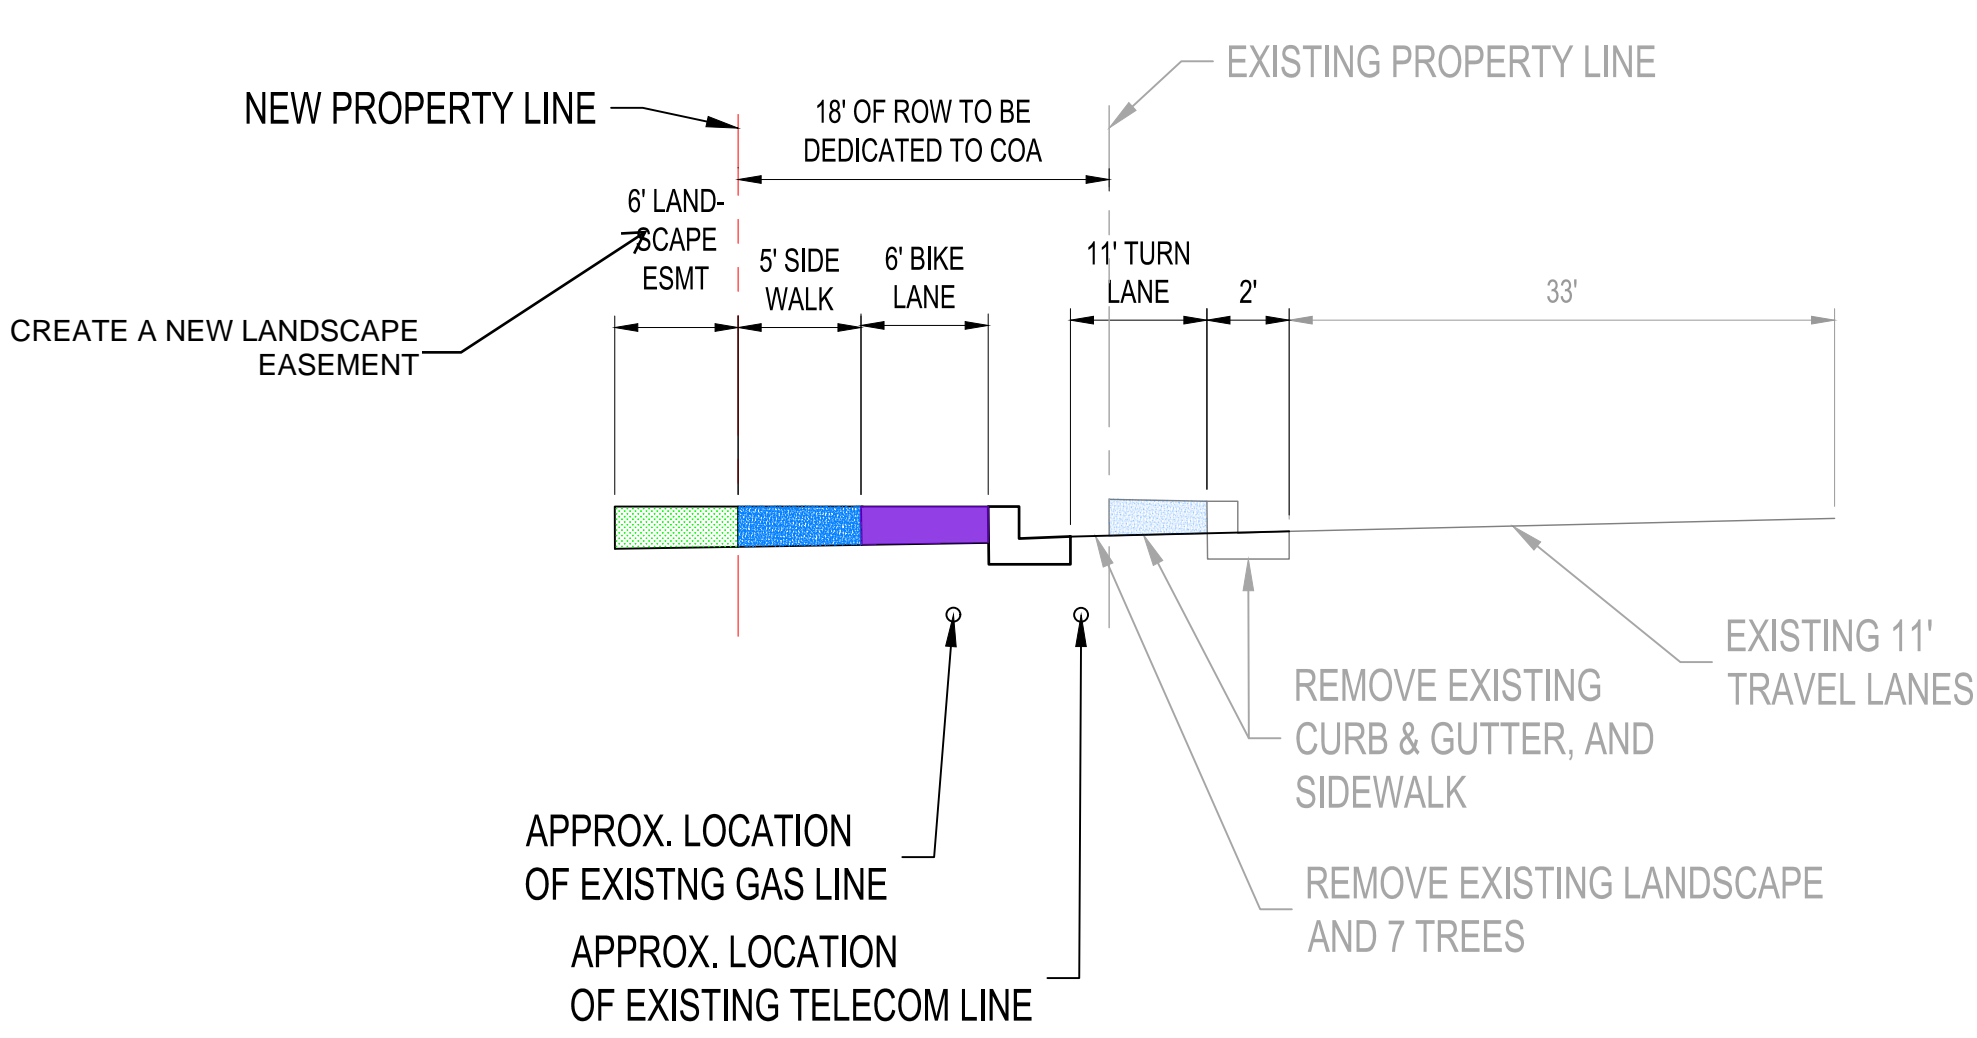 EXISTING PROPERTY LINE
NEW PROPERTY LINE
18' OF ROW TO BE
DEDICATED TO COA
6' LAND-
SCAPE
ESMT
5' SIDE
WALK
6' BIKE
LANE
11' TURN
LANE
2'
33'
CREATE A NEW LANDSCAPE
EASEMENT
EXISTING 11'
TRAVEL LANES
REMOVE EXISTING
CURB & GUTTER, AND
SIDEWALK
APPROX. LOCATION
OF EXISTNG GAS LINE
REMOVE EXISTING LANDSCAPE
AND 7 TREES
APPROX. LOCATION
OF EXISTING TELECOM LINE